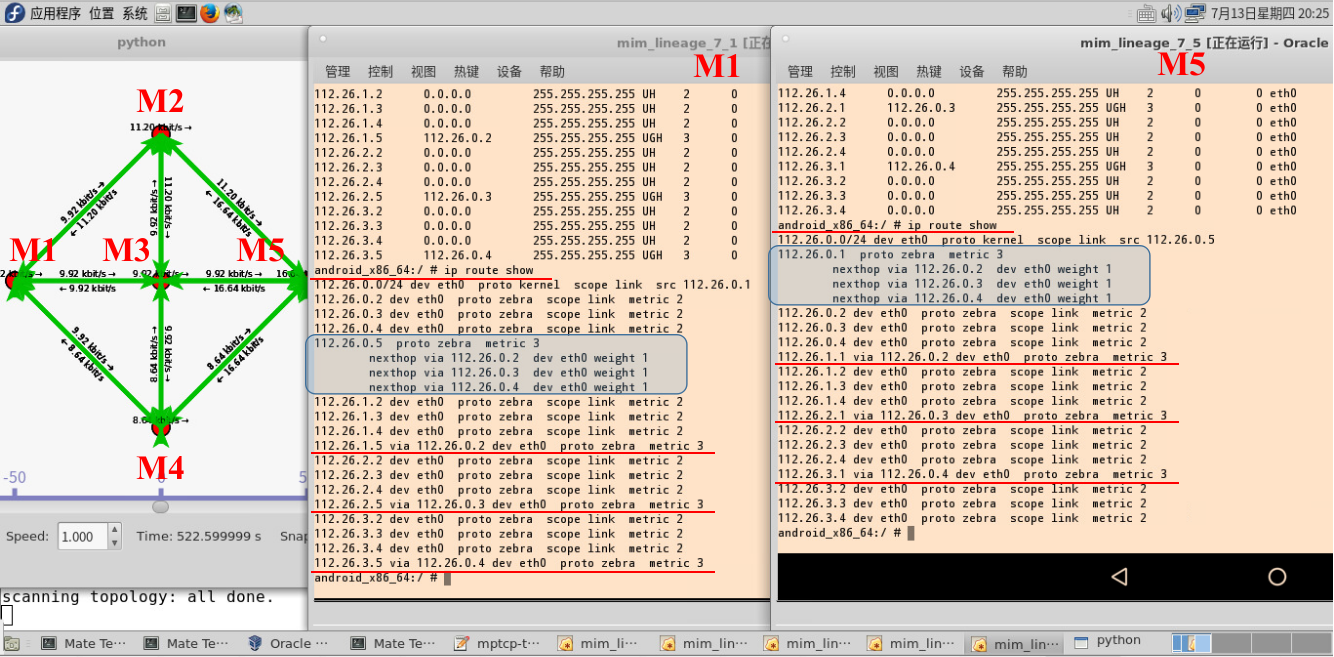 应用程序 位置 系统
7月13日星期四 20:25
python
M2
11.20 kbit/s →
9.92 kbit/s →
← 11.20 kbit/s
11.20 kbit/s →
← 9.92
11.20 kbit/s →
← 16.64 kbit/s
M1 M3 M5
9.92 kbit/s →
← 9.92 kbit/s
9.92 kbit/s →
← 16.64 kbit/s
9.92 kbit/s →
← 8.64 kbit/s
9.92 kbit/s →
← 8.64 kbit/s
8.64 kbit/s →
← 16.64 kbit/s
M4
-50 0 5
Speed: 1.000 Time: 522.599999 s Snap
scanning topology: all done.
mim_lineage_7_1 [正在
M1
管理 控制 视图 热键 设备 帮助
112.26.1.2 0.0.0.0 255.255.255.255 UH 2 0
112.26.1.3 0.0.0.0 255.255.255.255 UH 2 0
112.26.1.4 0.0.0.0 255.255.255.255 UH 2 0
112.26.1.5 112.26.0.2 255.255.255.255 UGH 3 0
112.26.2.2 0.0.0.0 255.255.255.255 UH 2 0
112.26.2.3 0.0.0.0 255.255.255.255 UH 2 0
112.26.2.4 0.0.0.0 255.255.255.255 UH 2 0
112.26.2.5 112.26.0.3 255.255.255.255 UGH 3 0
112.26.3.2 0.0.0.0 255.255.255.255 UH 2 0
112.26.3.3 0.0.0.0 255.255.255.255 UH 2 0
112.26.3.4 0.0.0.0 255.255.255.255 UH 2 0
112.26.3.5 112.26.0.4 255.255.255.255 UGH 3 0
android_x86_64:/ # ip route show
112.26.0.0/24 dev eth0 proto kernel scope link src 112.26.0.1
112.26.0.2 dev eth0 proto zebra scope link metric 2
112.26.0.3 dev eth0 proto zebra scope link metric 2
112.26.0.4 dev eth0 proto zebra scope link metric 2
112.26.0.5 proto zebra metric 3
nexthop via 112.26.0.2 dev eth0 weight 1
nexthop via 112.26.0.3 dev eth0 weight 1
nexthop via 112.26.0.4 dev eth0 weight 1
112.26.1.2 dev eth0 proto zebra scope link metric 2
112.26.1.3 dev eth0 proto zebra scope link metric 2
112.26.1.4 dev eth0 proto zebra scope link metric 2
112.26.1.5 via 112.26.0.2 dev eth0 proto zebra metric 3
112.26.2.2 dev eth0 proto zebra scope link metric 2
112.26.2.3 dev eth0 proto zebra scope link metric 2
112.26.2.4 dev eth0 proto zebra scope link metric 2
112.26.2.5 via 112.26.0.3 dev eth0 proto zebra metric 3
112.26.3.2 dev eth0 proto zebra scope link metric 2
112.26.3.3 dev eth0 proto zebra scope link metric 2
112.26.3.4 dev eth0 proto zebra scope link metric 2
112.26.3.5 via 112.26.0.4 dev eth0 proto zebra metric 3
android_x86_64:/ #
mim_lineage_7_5 [正在运行] - Oracle
M5
管理 控制 视图 热键 设备 帮助
112.26.1.4 0.0.0.0 255.255.255.255 UH 2 0 0 eth0
112.26.2.1 112.26.0.3 255.255.255.255 UGH 3 0 0 eth0
112.26.2.2 0.0.0.0 255.255.255.255 UH 2 0 0 eth0
112.26.2.3 0.0.0.0 255.255.255.255 UH 2 0 0 eth0
112.26.2.4 0.0.0.0 255.255.255.255 UH 2 0 0 eth0
112.26.3.1 112.26.0.4 255.255.255.255 UGH 3 0 0 eth0
112.26.3.2 0.0.0.0 255.255.255.255 UH 2 0 0 eth0
112.26.3.3 0.0.0.0 255.255.255.255 UH 2 0 0 eth0
112.26.3.4 0.0.0.0 255.255.255.255 UH 2 0 0 eth0
android_x86_64:/ # ip route show
112.26.0.0/24 dev eth0 proto kernel scope link src 112.26.0.5
112.26.0.1 proto zebra metric 3
nexthop via 112.26.0.2 dev eth0 weight 1
nexthop via 112.26.0.3 dev eth0 weight 1
nexthop via 112.26.0.4 dev eth0 weight 1
112.26.0.2 dev eth0 proto zebra scope link metric 2
112.26.0.3 dev eth0 proto zebra scope link metric 2
112.26.0.4 dev eth0 proto zebra scope link metric 2
112.26.1.1 via 112.26.0.2 dev eth0 proto zebra metric 3
112.26.1.2 dev eth0 proto zebra scope link metric 2
112.26.1.3 dev eth0 proto zebra scope link metric 2
112.26.1.4 dev eth0 proto zebra scope link metric 2
112.26.2.1 via 112.26.0.3 dev eth0 proto zebra metric 3
112.26.2.2 dev eth0 proto zebra scope link metric 2
112.26.2.3 dev eth0 proto zebra scope link metric 2
112.26.2.4 dev eth0 proto zebra scope link metric 2
112.26.3.1 via 112.26.0.4 dev eth0 proto zebra metric 3
112.26.3.2 dev eth0 proto zebra scope link metric 2
112.26.3.3 dev eth0 proto zebra scope link metric 2
112.26.3.4 dev eth0 proto zebra scope link metric 2
android_x86_64:/ #
Mate Te··· Mate Te··· Oracle ··· Mate Te··· mptcp-t··· mim_li··· mim_lin··· mim_lin··· mim_lin··· mim_lin··· python